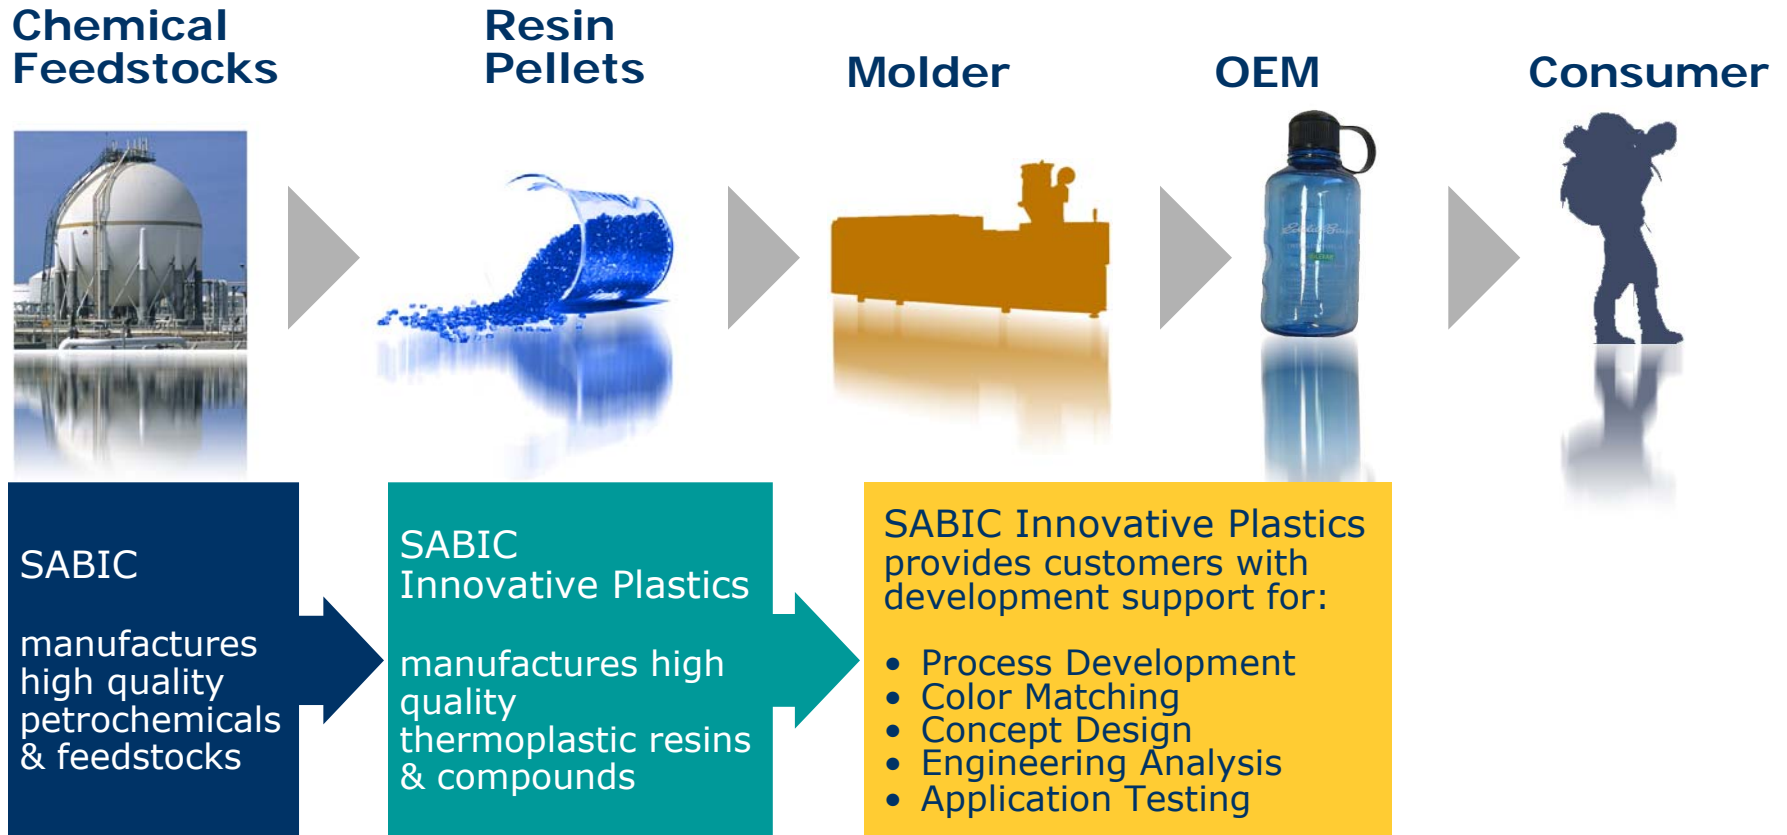 Chemical
Feedstocks
Resin
Pellets
Molder
OEM
Consumer
Eddie Bauer
SABIC
manufactures
high quality
petrochemicals
& feedstocks
SABIC
Innovative Plastics
manufactures high
quality
thermoplastic resins
& compounds
SABIC Innovative Plastics
provides customers with
development support for:
• Process Development
• Color Matching
• Concept Design
• Engineering Analysis
• Application Testing